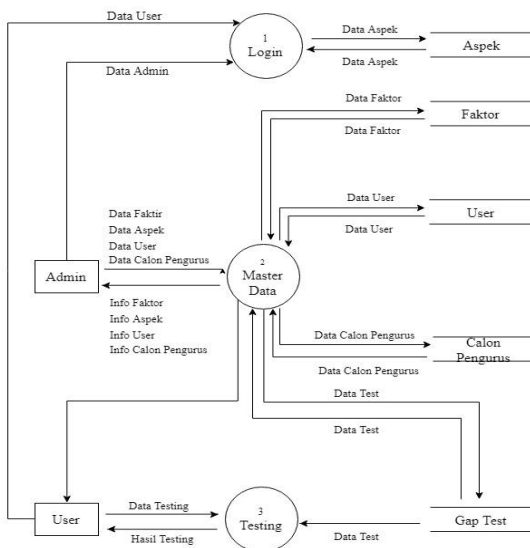 Data User
1
Login
Data Aspek
Data Aspek
Aspek
Data Admin
Data Faktor
Data Faktor
Faktor
Data User
Data User
User
Data Faktir
Data Aspek
Data User
Data Calon Pengurus
Admin
2
Master
Data
Info Faktor
Info Aspek
Info User
Info Calon Pengurus
Data Calon Pengurus
Data Calon Pengurus
Calon
Pengurus
Data Test
Data Test
User
Data Testing
Hasil Testing
3
Testing
Data Test
Gap Test